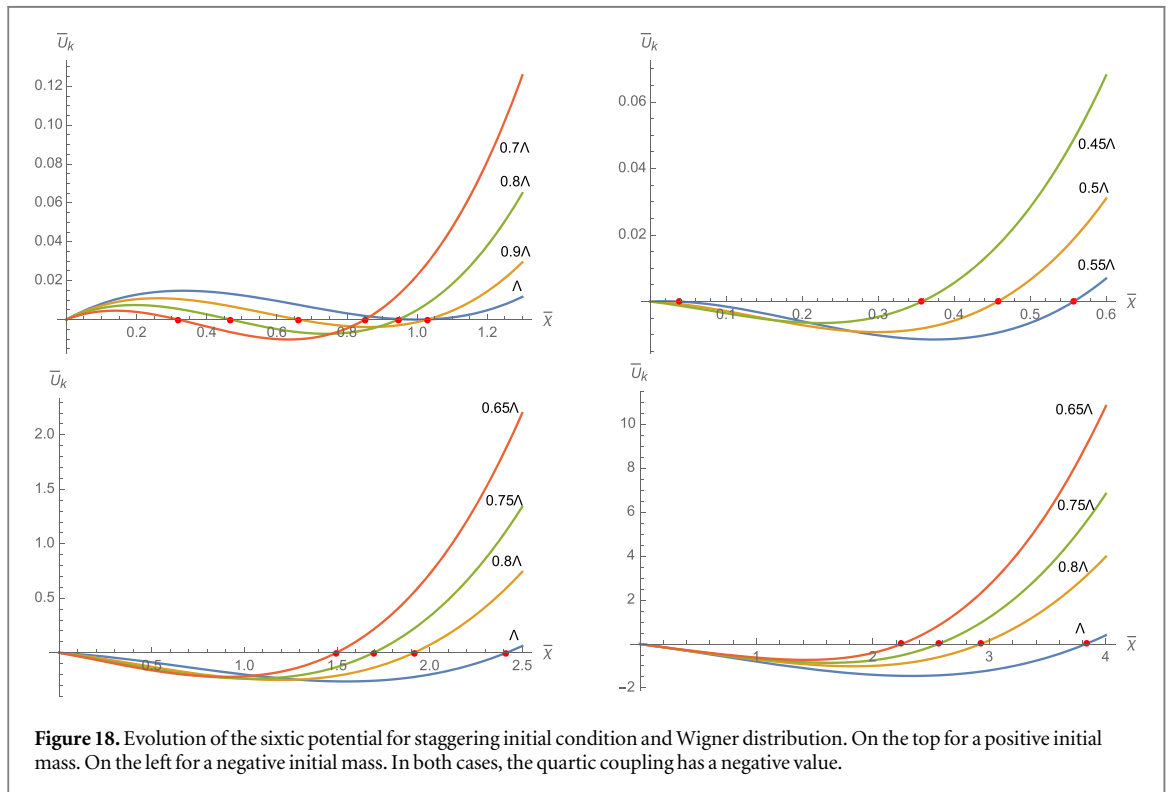 Ū_k
0.12
0.10
0.08
0.06
0.04
0.02
0.2
0.4
0.6
0.8
1.0
1.2
χ̄
0.7Λ
0.8Λ
0.9Λ
Λ
Ū_k
0.06
0.04
0.02
0.1
0.2
0.3
0.4
0.5
0.6
χ̄
0.45Λ
0.5Λ
0.55Λ
Ū_k
2.0
1.5
1.0
0.5
0.5
1.0
1.5
2.0
2.5
χ̄
0.65Λ
0.75Λ
0.8Λ
Λ
Ū_k
10
8
6
4
2
−2
1
2
3
4
χ̄
0.65Λ
0.75Λ
0.8Λ
Λ
Figure 18. Evolution of the sixtic potential for staggering initial condition and Wigner distribution. On the top for a positive initial
mass. On the left for a negative initial mass. In both cases, the quartic coupling has a negative value.